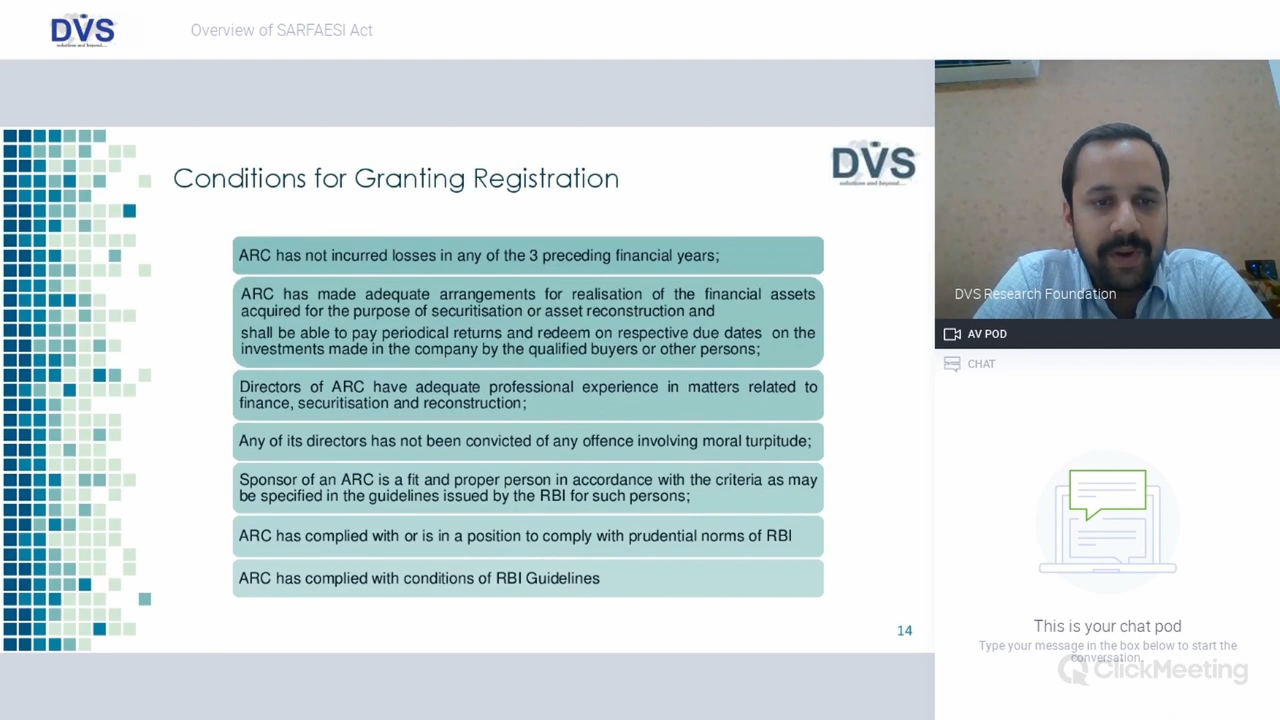 DVS
solutions and beyond....
Overview of SARFAESI Act
Conditions for Granting Registration
DVS
solutions and beyond....
ARC has not incurred losses in any of the 3 preceding financial years;
ARC has made adequate arrangements for realisation of the financial assets
acquired for the purpose of securitisation or asset reconstruction and
shall be able to pay periodical returns and redeem on respective due dates on the
investments made in the company by the qualified buyers or other persons;
Directors of ARC have adequate professional experience in matters related to
finance, securitisation and reconstruction;
Any of its directors has not been convicted of any offence involving moral turpitude;
Sponsor of an ARC is a fit and proper person in accordance with the criteria as may
be specified in the guidelines issued by the RBI for such persons;
ARC has complied with or is in a position to comply with prudential norms of RBI
ARC has complied with conditions of RBI Guidelines
14
DVS Research Foundation
AV POD
CHAT
This is your chat pod
Type your message in the box below to start the
conversation.
ClickMeeting